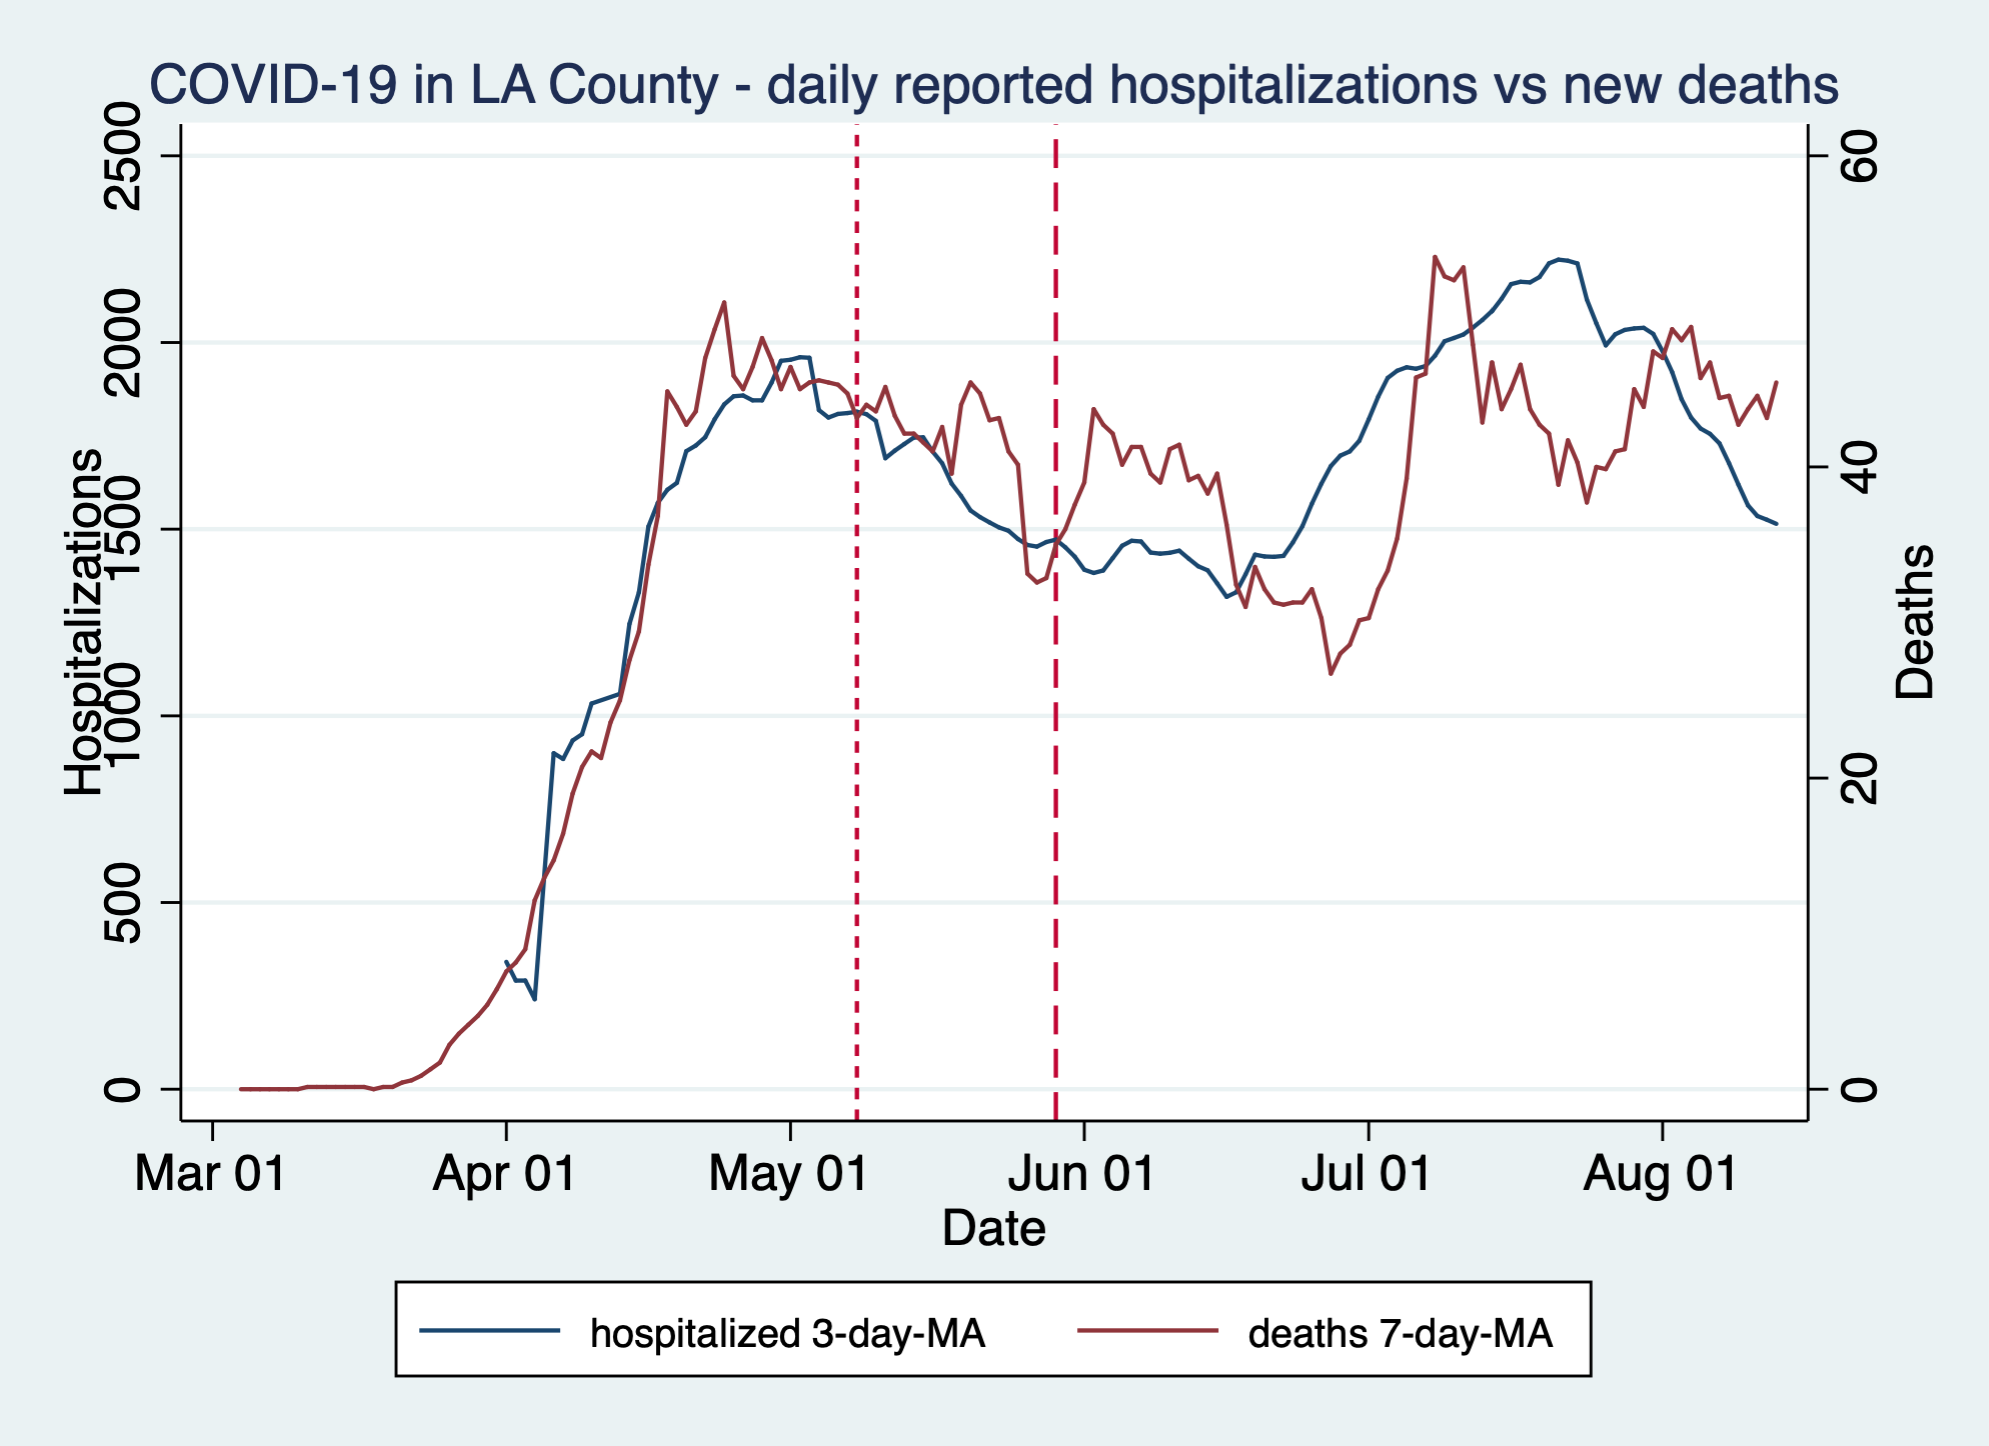 COVID-19 in LA County - daily reported hospitalizations vs new deaths
Hospitalizations
2500
2000
1500
1000
500
0
60
40
20
0
Deaths
Mar 01 Apr 01 May 01 Jun 01 Jul 01 Aug 01
Date
hospitalized 3-day-MA deaths 7-day-MA